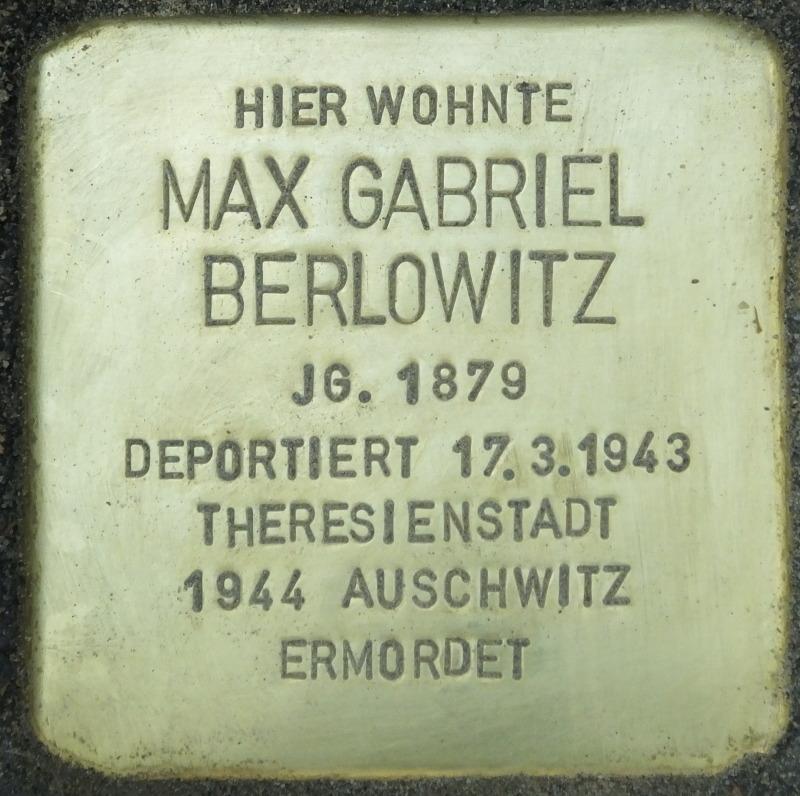 HIER WOHNTE
MAX GABRIEL
BERLOWITZ
JG. 1879
DEPORTIERT 17.3.1943
THERESIENSTADT
1944 AUSCHWITZ
ERMORDET